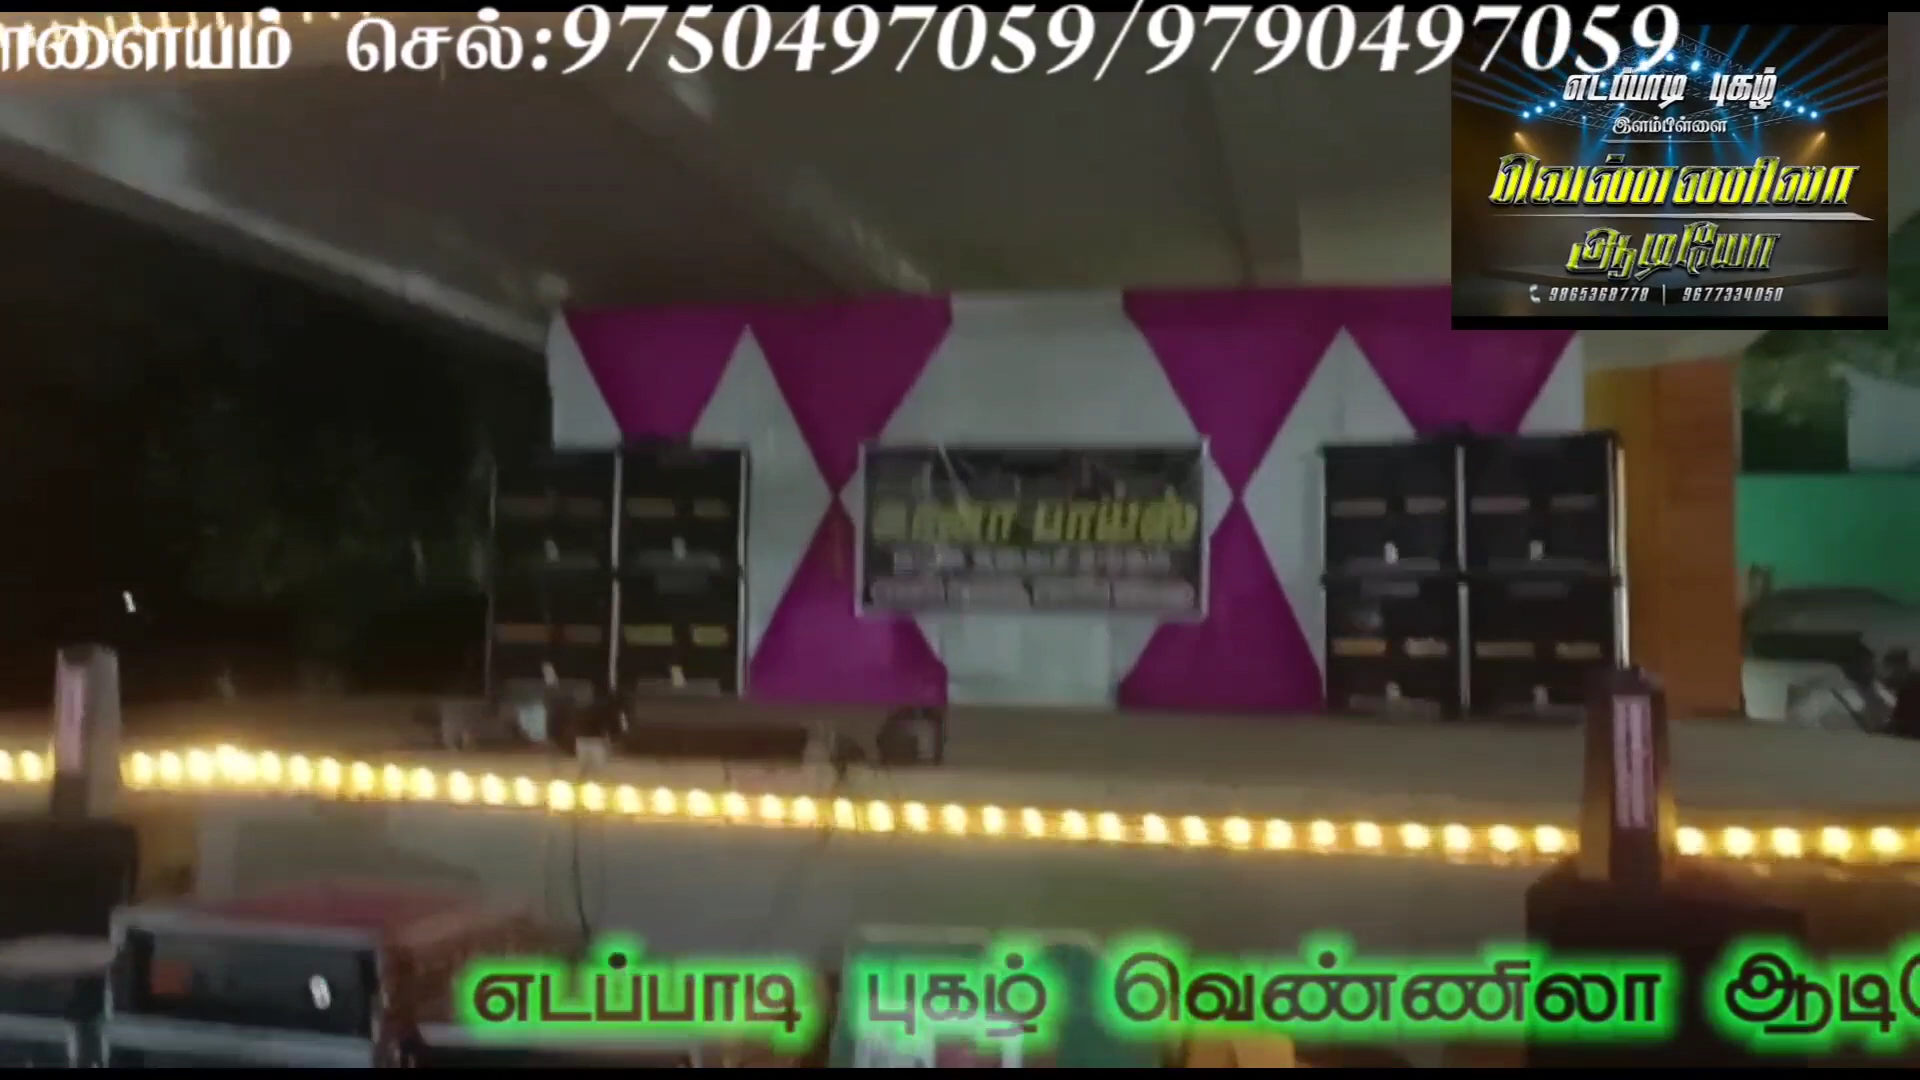 ாளையம் செல்:9750497059/9790497059
எடப்பாடி புகழ்
இளம்பிள்ளை
வெண்ணிலா
ஆடியோ
9865368778 | 9677334050
பாய்ஸ்
எடப்பாடி புகழ் வெண்ணிலா ஆடி